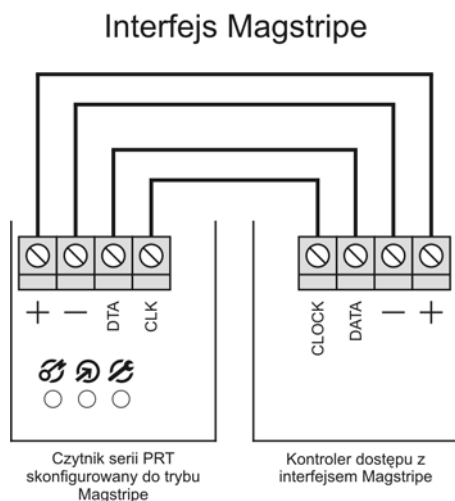 Interfejs Magstripe
+ — DTA CLK
CLOCK DATA — +
Czytnik serii PRT
skonfigurowany do trybu
Magstripe
Kontroler dostępu z
interfejsem Magstripe